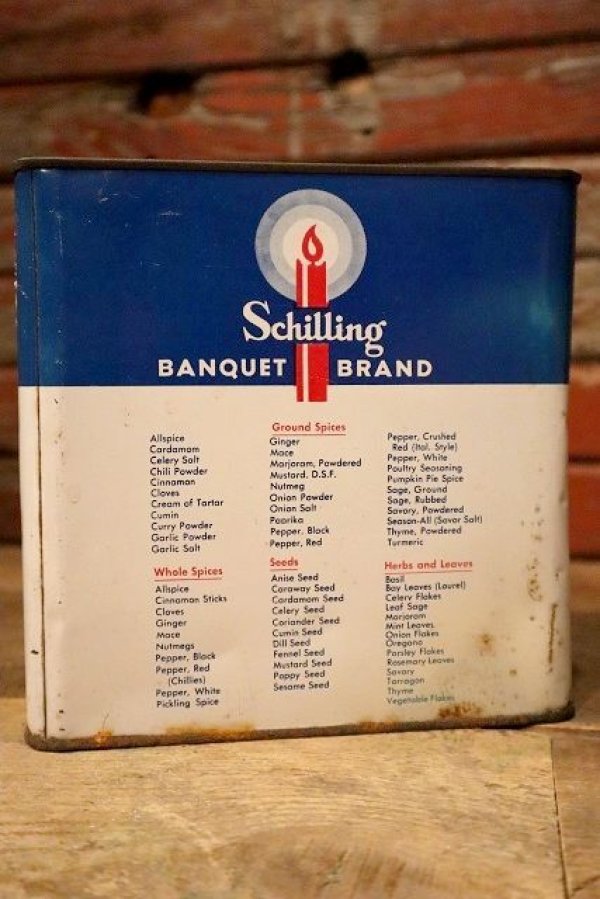 Schilling
BANQUET BRAND
Ground Spices
Allspice
Cardamom
Celery Salt
Chili Powder
Cinnamon
Cloves
Cream of Tartar
Cumin
Curry Powder
Garlic Powder
Garlic Salt
Ginger
Mace
Marjoram, Powdered
Mustard, D.S.F.
Nutmeg
Onion Powder
Onion Salt
Paprika
Pepper, Black
Pepper, Red
Pepper, Crushed
Red (Ital. Style)
Pepper, White
Poultry Seasoning
Pumpkin Pie Spice
Sage, Ground
Sage, Rubbed
Savory, Powdered
Season-All (Savor Salt)
Thyme, Powdered
Turmeric
Whole Spices
Allspice
Cinnamon Sticks
Cloves
Ginger
Mace
Nutmegs
Pepper, Black
Pepper, Red
(Chillies)
Pepper, White
Pickling Spice
Seeds
Anise Seed
Caraway Seed
Cardamom Seed
Celery Seed
Coriander Seed
Cumin Seed
Dill Seed
Fennel Seed
Mustard Seed
Poppy Seed
Sesame Seed
Herbs and Leaves
Basil
Bay Leaves (Laurel)
Celery Flakes
Leaf Sage
Marjoram
Mint Leaves
Onion Flakes
Oregano
Parsley Flakes
Rosemary Leaves
Savory
Tarragon
Thyme
Vegetable Flakes